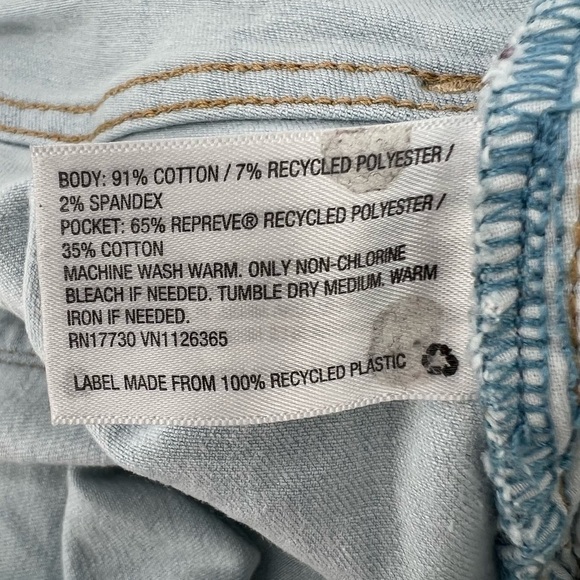 BODY: 91% COTTON / 7% RECYCLED POLYESTER /
2% SPANDEX
POCKET: 65% REPREVE® RECYCLED POLYESTER /
35% COTTON
MACHINE WASH WARM. ONLY NON-CHLORINE
BLEACH IF NEEDED. TUMBLE DRY MEDIUM. WARM
IRON IF NEEDED.
RN17730 VN1126365
LABEL MADE FROM 100% RECYCLED PLASTIC